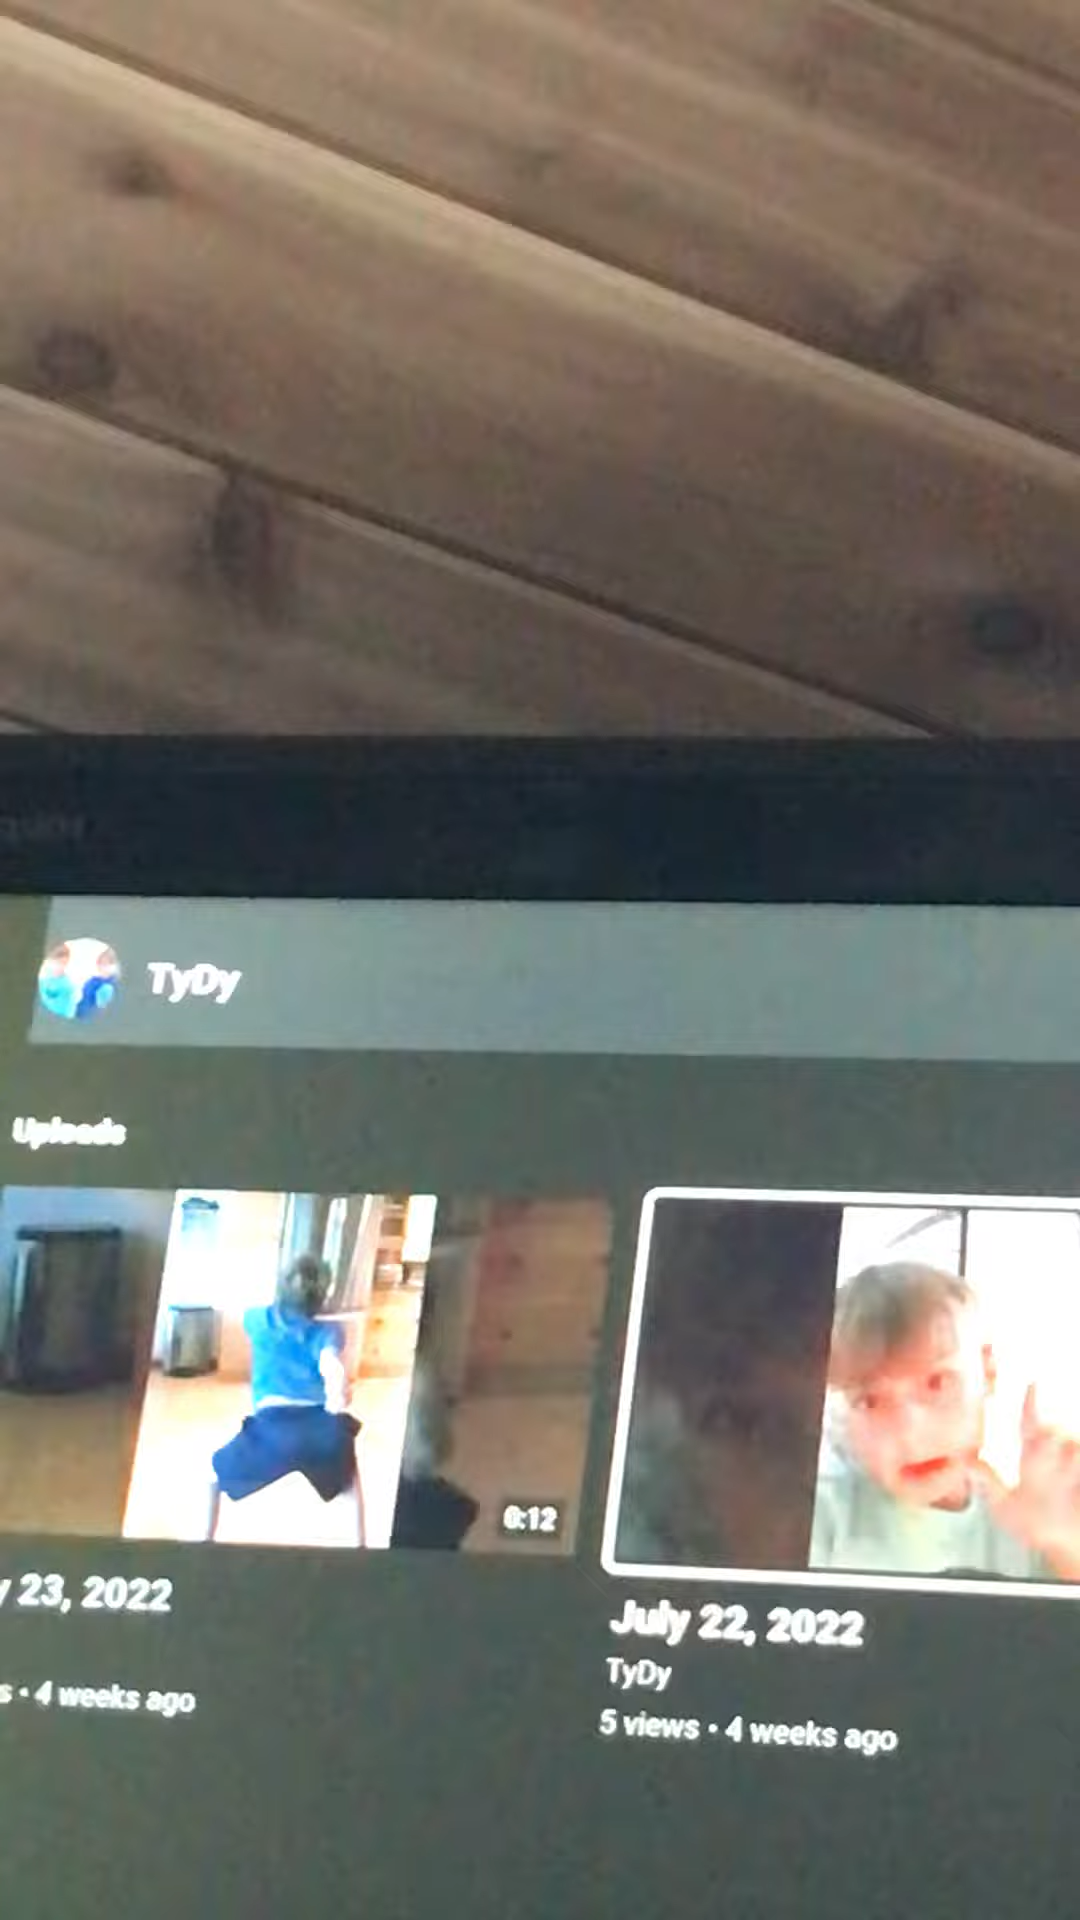 TyDy
Uploads
0:12
y 23, 2022
s • 4 weeks ago
July 22, 2022
TyDy
5 views • 4 weeks ago